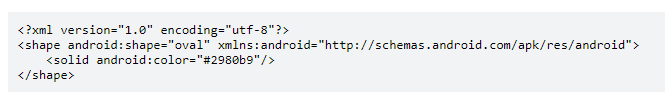 <?xml version="1.0" encoding="utf-8"?>
<shape android:shape="oval" xmlns:android="http://schemas.android.com/apk/res/android">
    <solid android:color="#2980b9"/>
</shape>